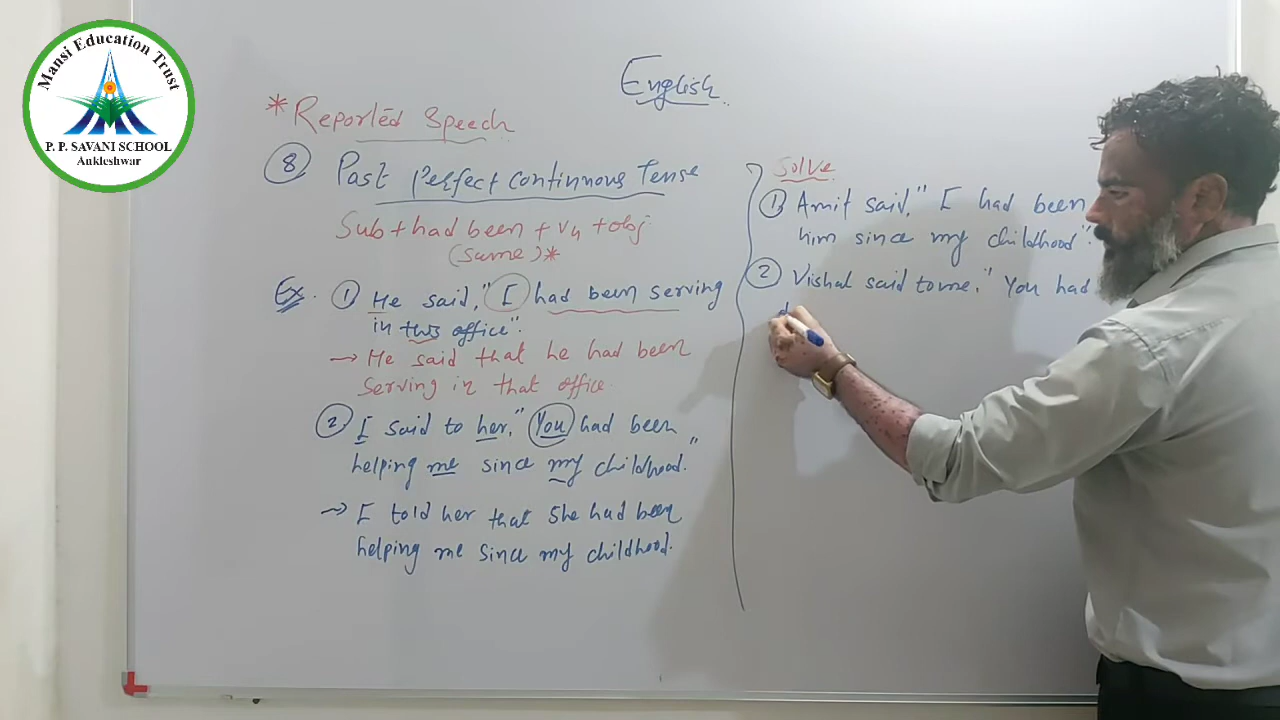 Mansi Education Trust
P. P. SAVANI SCHOOL
Ankleshwar
English
* Reported Speech
8 Past Perfect continuous Tense
Sub + had been + V4 + obj
(Same) *
Ex. 1 He said, "I had been serving
in this office".
→ He said that he had been
serving in that office.
2 I said to her, "You had been
helping me since my childhood."
→ I told her that she had been
helping me since my childhood.
Solve
1 Amit said, "I had been
him since my childhood".
2 Vishal said to me, "You had